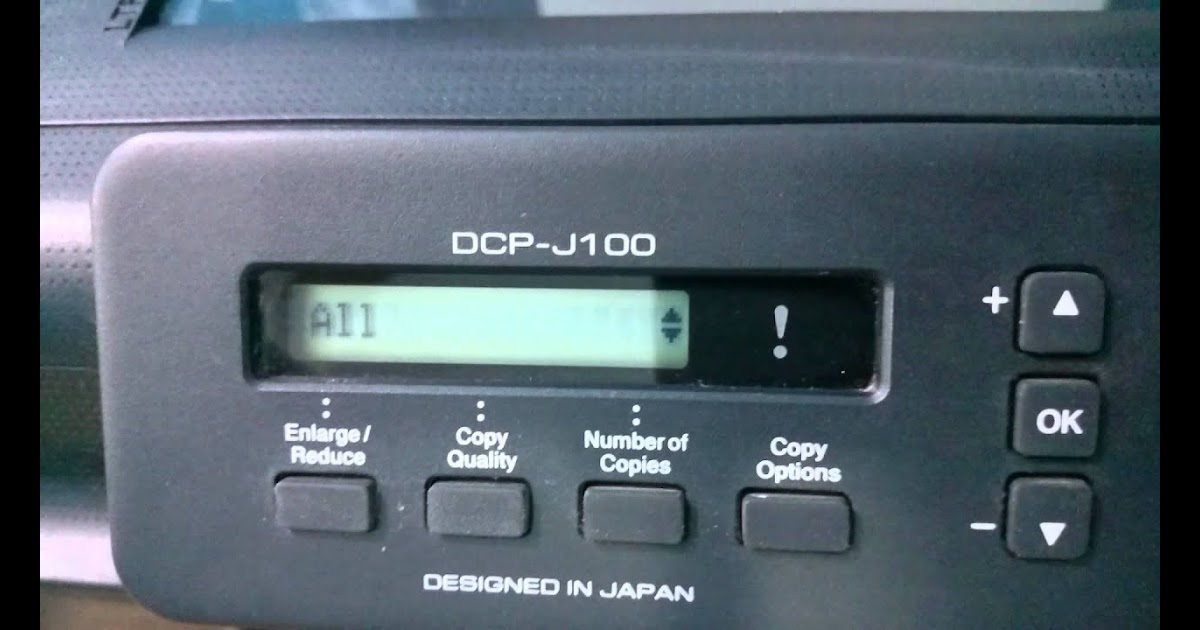 DCP-J100
All
!
+
OK
-
Enlarge/
Reduce
Copy
Quality
Number of
Copies
Copy
Options
DESIGNED IN JAPAN